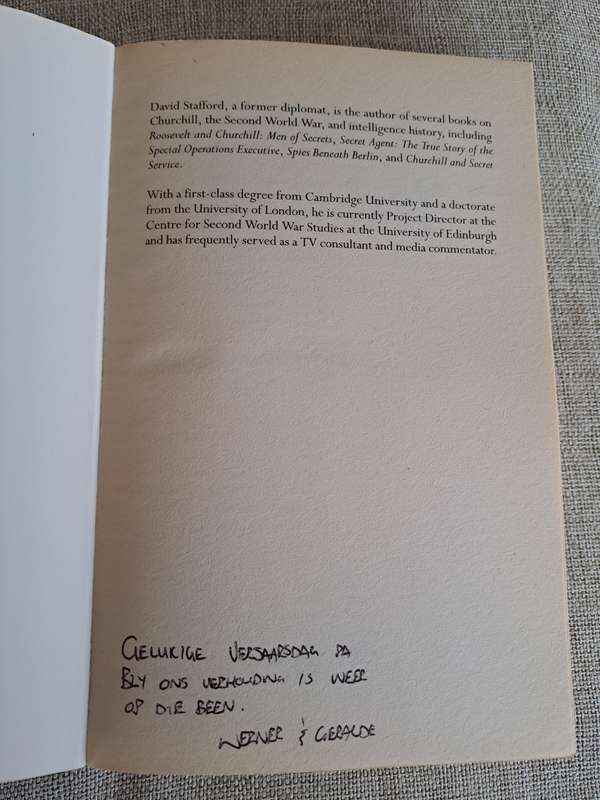 David Stafford, a former diplomat, is the author of several books on
Churchill, the Second World War, and intelligence history, including
Roosevelt and Churchill: Men of Secrets, Secret Agent: The True Story of the
Special Operations Executive, Spies Beneath Berlin, and Churchill and Secret
Service.
With a first-class degree from Cambridge University and a doctorate
from the University of London, he is currently Project Director at the
Centre for Second World War Studies at the University of Edinburgh
and has frequently served as a TV consultant and media commentator.
GELUKIGE VERJAARSDAG PA
BLY ONS VERHOUDING IS WEER
OP DIE BEEN.
WERNER & GERALDE